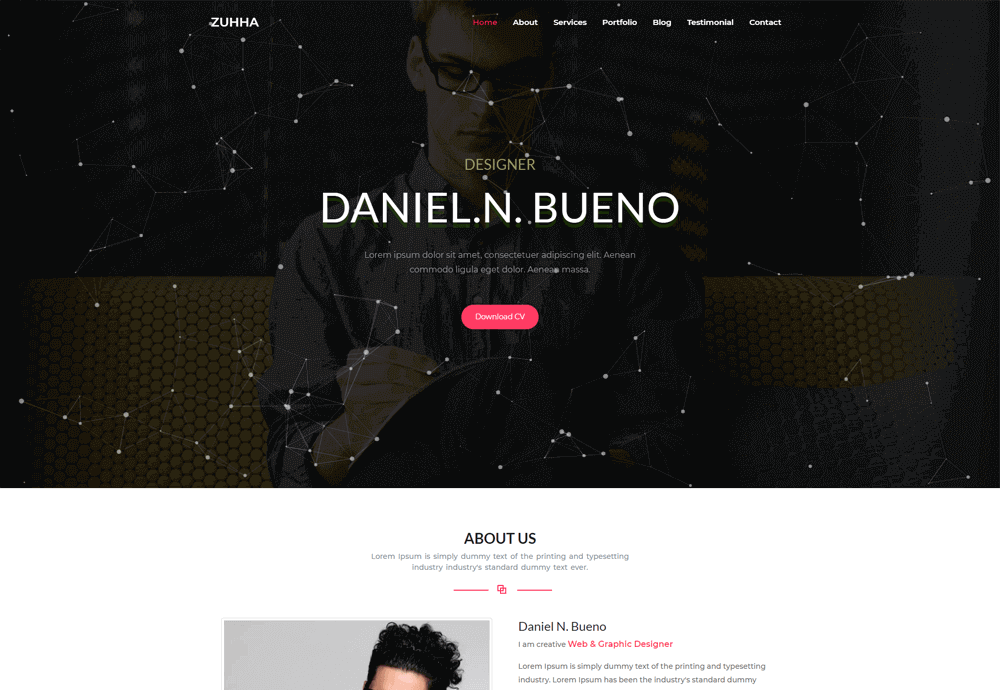 ZUHHA
Home About Services Portfolio Blog Testimonial Contact
DESIGNER
DANIEL.N. BUENO
Lorem ipsum dolor sit amet, consectetuer adipiscing elit. Aenean
commodo ligula eget dolor. Aenean massa.
Download CV
ABOUT US
Lorem Ipsum is simply dummy text of the printing and typesetting
industry industry's standard dummy text ever.
Daniel N. Bueno
I am creative Web & Graphic Designer
Lorem Ipsum is simply dummy text of the printing and typesetting
industry. Lorem Ipsum has been the industry's standard dummy